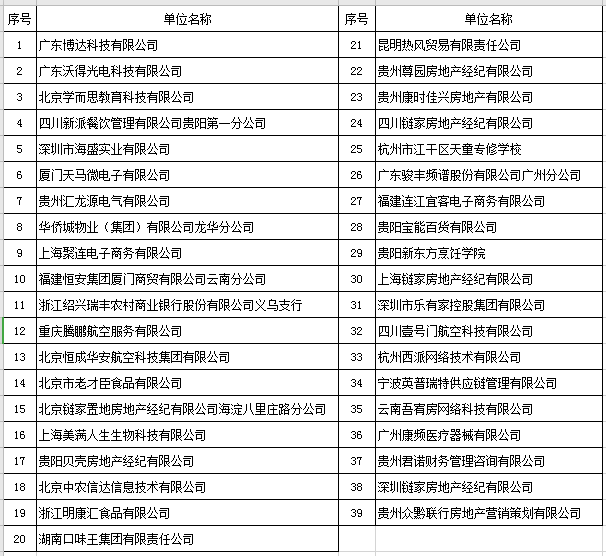 序号 单位名称 序号 单位名称
1 广东博达科技有限公司 21 昆明热风贸易有限责任公司
2 广东沃得光电科技有限公司 22 贵州尊园房地产经纪有限公司
3 北京学而思教育科技有限公司 23 贵州康时佳兴房地产有限公司
4 四川新派餐饮管理有限公司贵阳第一分公司 24 四川链家房地产经纪有限公司
5 深圳市海盛实业有限公司 25 杭州市江干区天童专修学校
6 厦门天马微电子有限公司 26 广东骏丰频谱股份有限公司广州分公司
7 贵州汇龙源电气有限公司 27 福建连江宜客电子商务有限公司
8 华侨城物业（集团）有限公司龙华分公司 28 贵阳宝能百货有限公司
9 上海聚连电子商务有限公司 29 贵阳新东方烹饪学院
10 福建恒安集团厦门商贸有限公司云南分公司 30 上海链家房地产经纪有限公司
11 浙江绍兴瑞丰农村商业银行股份有限公司义乌支行 31 深圳市乐有家控股集团有限公司
12 重庆腾鹏航空服务有限公司 32 四川壹号门航空科技有限公司
13 北京恒成华安航空科技集团有限公司 33 杭州西派网络技术有限公司
14 北京市老才臣食品有限公司 34 宁波英普瑞特供应链管理有限公司
15 北京链家置地房地产经纪有限公司海淀八里庄路分公司 35 云南吾宥房网络科技有限公司
16 上海美满人生生物科技有限公司 36 广州康频医疗器械有限公司
17 贵阳贝壳房地产经纪有限公司 37 贵州君诺财务管理咨询有限公司
18 北京中农信达信息技术有限公司 38 深圳链家房地产经纪有限公司
19 浙江明康汇食品有限公司 39 贵州众黔联行房地产营销策划有限公司
20 湖南口味王集团有限责任公司